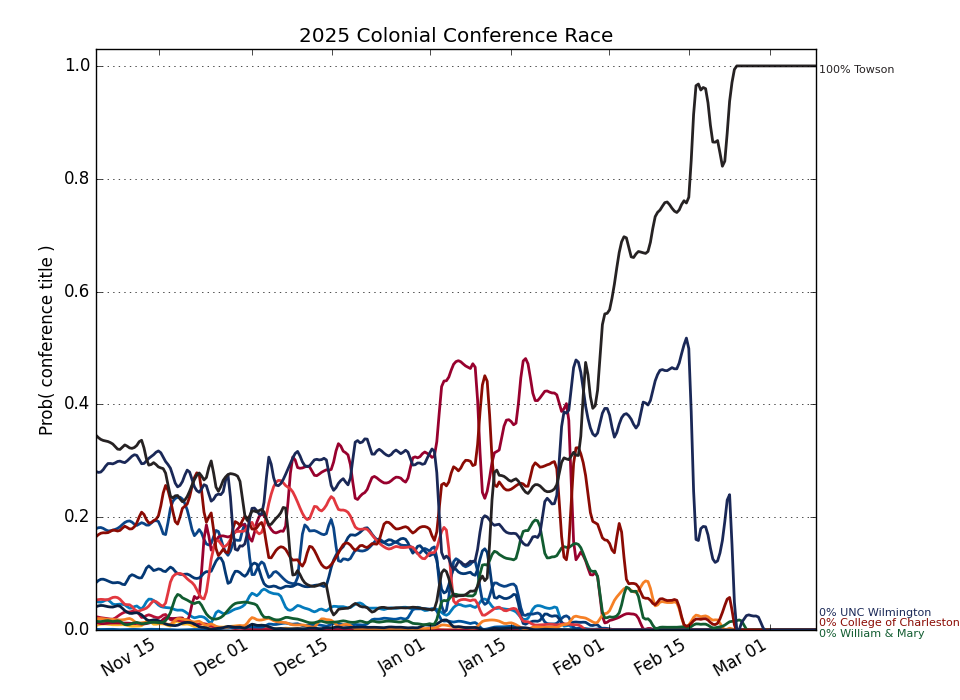 2025 Colonial Conference Race
Prob( conference title )
1.0
0.8
0.6
0.4
0.2
0.0
100% Towson
0% UNC Wilmington
0% College of Charleston
0% William & Mary
Nov 15
Dec 01
Dec 15
Jan 01
Jan 15
Feb 01
Feb 15
Mar 01